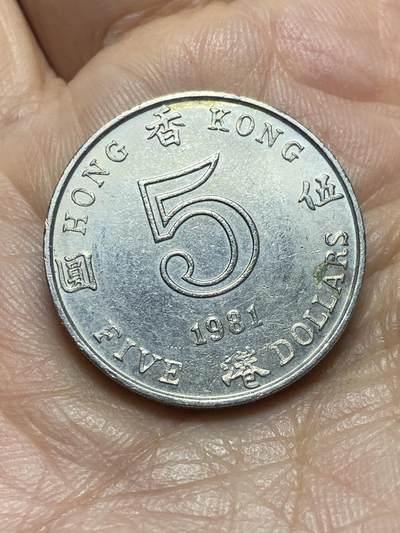 HONG KONG
香
港
伍
圓
5
1981
FIVE DOLLARS